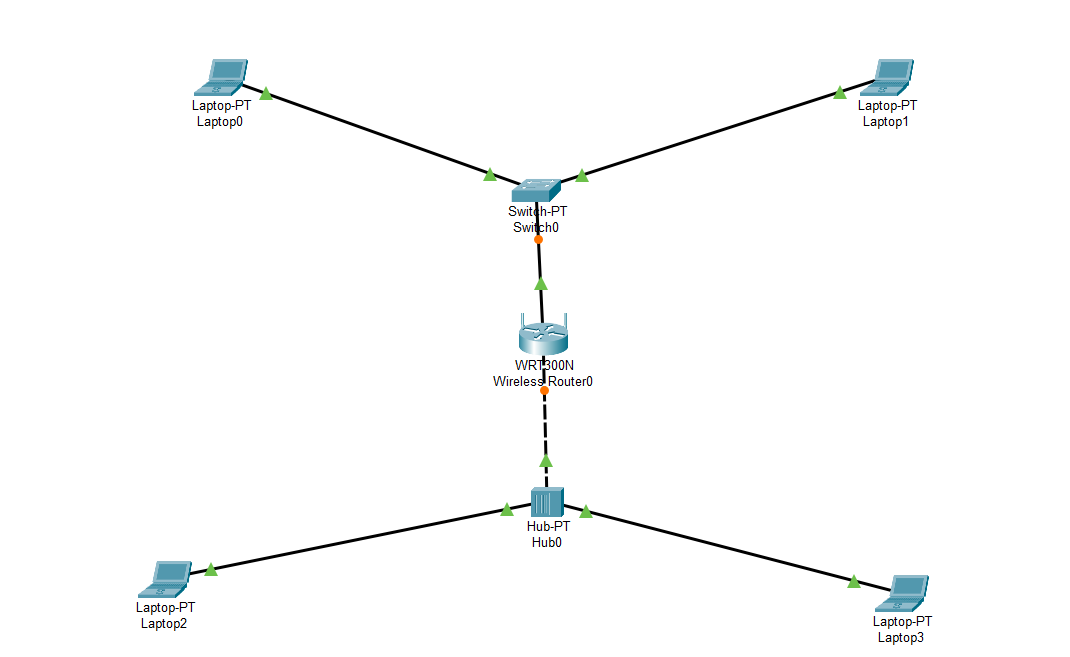 Laptop-PT
Laptop0
Laptop-PT
Laptop1
Switch-PT
Switch0
WRT300N
Wireless Router0
Hub-PT
Hub0
Laptop-PT
Laptop2
Laptop-PT
Laptop3